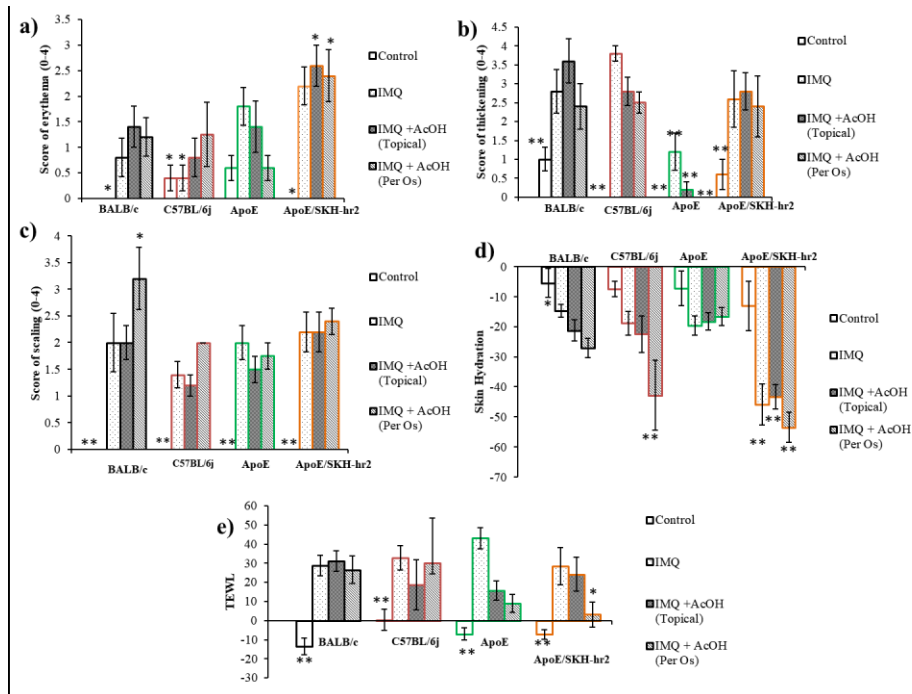 a)
Score of erythema (0-4)
3.5
3
2.5
2
1.5
1
0.5
0
*
* *
*
* *
BALB/c C57BL/6j ApoE ApoE/SKH-hr2
Control
IMQ
IMQ +AcOH
(Topical)
IMQ + AcOH
(Per Os)
b)
Score of thickening (0-4)
4.5
4
3.5
3
2.5
2
1.5
1
0.5
0
**
**
**
**
**
**
**
BALB/c C57BL/6j ApoE ApoE/SKH-hr2
Control
IMQ
IMQ +AcOH
(Topical)
IMQ + AcOH
(Per Os)
c)
Score of scaling (0-4)
4
3.5
3
2.5
2
1.5
1
0.5
0
**
*
**
**
**
BALB/c C57BL/6j ApoE ApoE/SKH-hr2
Control
IMQ
IMQ +AcOH
(Topical)
IMQ + AcOH
(Per Os)
d)
Skin Hydration
BALB/c C57BL/6j ApoE ApoE/SKH-hr2
0
-10
-20
-30
-40
-50
-60
-70
*
**
**
**
**
Control
IMQ
IMQ +AcOH
(Topical)
IMQ + AcOH
(Per Os)
e)
TEWL
60
50
40
30
20
10
0
-10
-20
-30
**
**
**
**
*
BALB/c C57BL/6j ApoE ApoE/SKH-hr2
Control
IMQ
IMQ +AcOH
(Topical)
IMQ + AcOH
(Per Os)